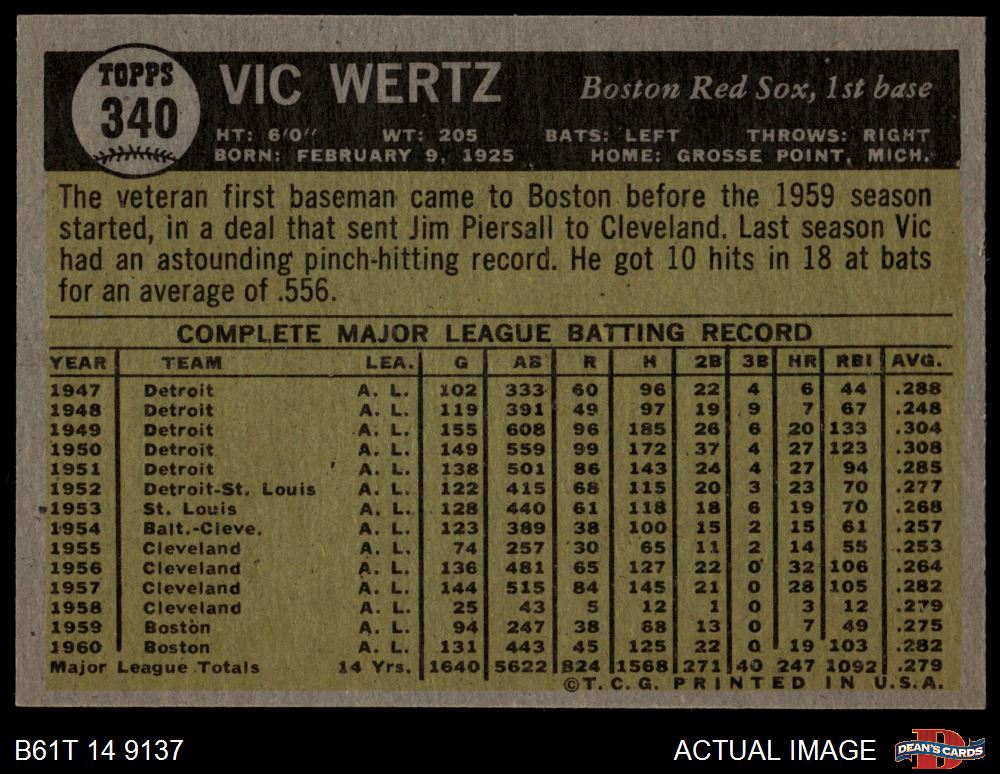 TOPPS
340
VIC WERTZ
Boston Red Sox, 1st base
HT: 6'0" WT: 205 BATS: LEFT THROWS: RIGHT
BORN: FEBRUARY 9, 1925 HOME: GROSSE POINT, MICH.
The veteran first baseman came to Boston before the 1959 season
started, in a deal that sent Jim Piersall to Cleveland. Last season Vic
had an astounding pinch-hitting record. He got 10 hits in 18 at bats
for an average of .556.
COMPLETE MAJOR LEAGUE BATTING RECORD
YEAR TEAM LEA. G AB R H 2B 3B HR RBI AVG.
1947 Detroit A. L. 102 333 60 96 22 4 6 44 .288
1948 Detroit A. L. 119 391 49 97 19 9 7 67 .248
1949 Detroit A. L. 155 608 96 185 26 6 20 133 .304
1950 Detroit A. L. 149 559 99 172 37 4 27 123 .308
1951 Detroit A. L. 138 501 86 143 24 4 27 94 .285
1952 Detroit-St. Louis A. L. 122 415 68 115 20 3 23 70 .277
1953 St. Louis A. L. 128 440 61 118 18 6 19 70 .268
1954 Balt.-Cleve. A. L. 123 389 38 100 15 2 15 61 .257
1955 Cleveland A. L. 74 257 30 65 11 2 14 55 .253
1956 Cleveland A. L. 136 481 65 127 22 0 32 106 .264
1957 Cleveland A. L. 144 515 84 145 21 0 28 105 .282
1958 Cleveland A. L. 25 43 5 12 1 0 3 12 .279
1959 Boston A. L. 94 247 38 68 13 0 7 49 .275
1960 Boston A. L. 131 443 45 125 22 0 19 103 .282
Major League Totals 14 Yrs. 1640 5622 824 1568 271 40 247 1092 .279
©T.C.G. PRINTED IN U.S.A.
B61T 14 9137
ACTUAL IMAGE
DEAN'S CARDS